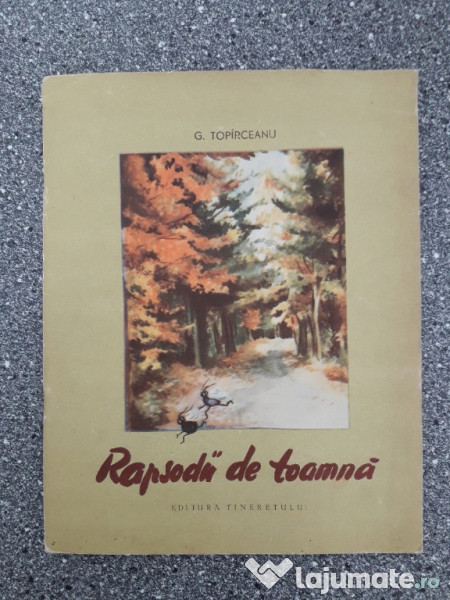 G. TOPÎRCEANU
Rapsodii de toamnă
EDITURA TINERETULUI
Lajumate.ro